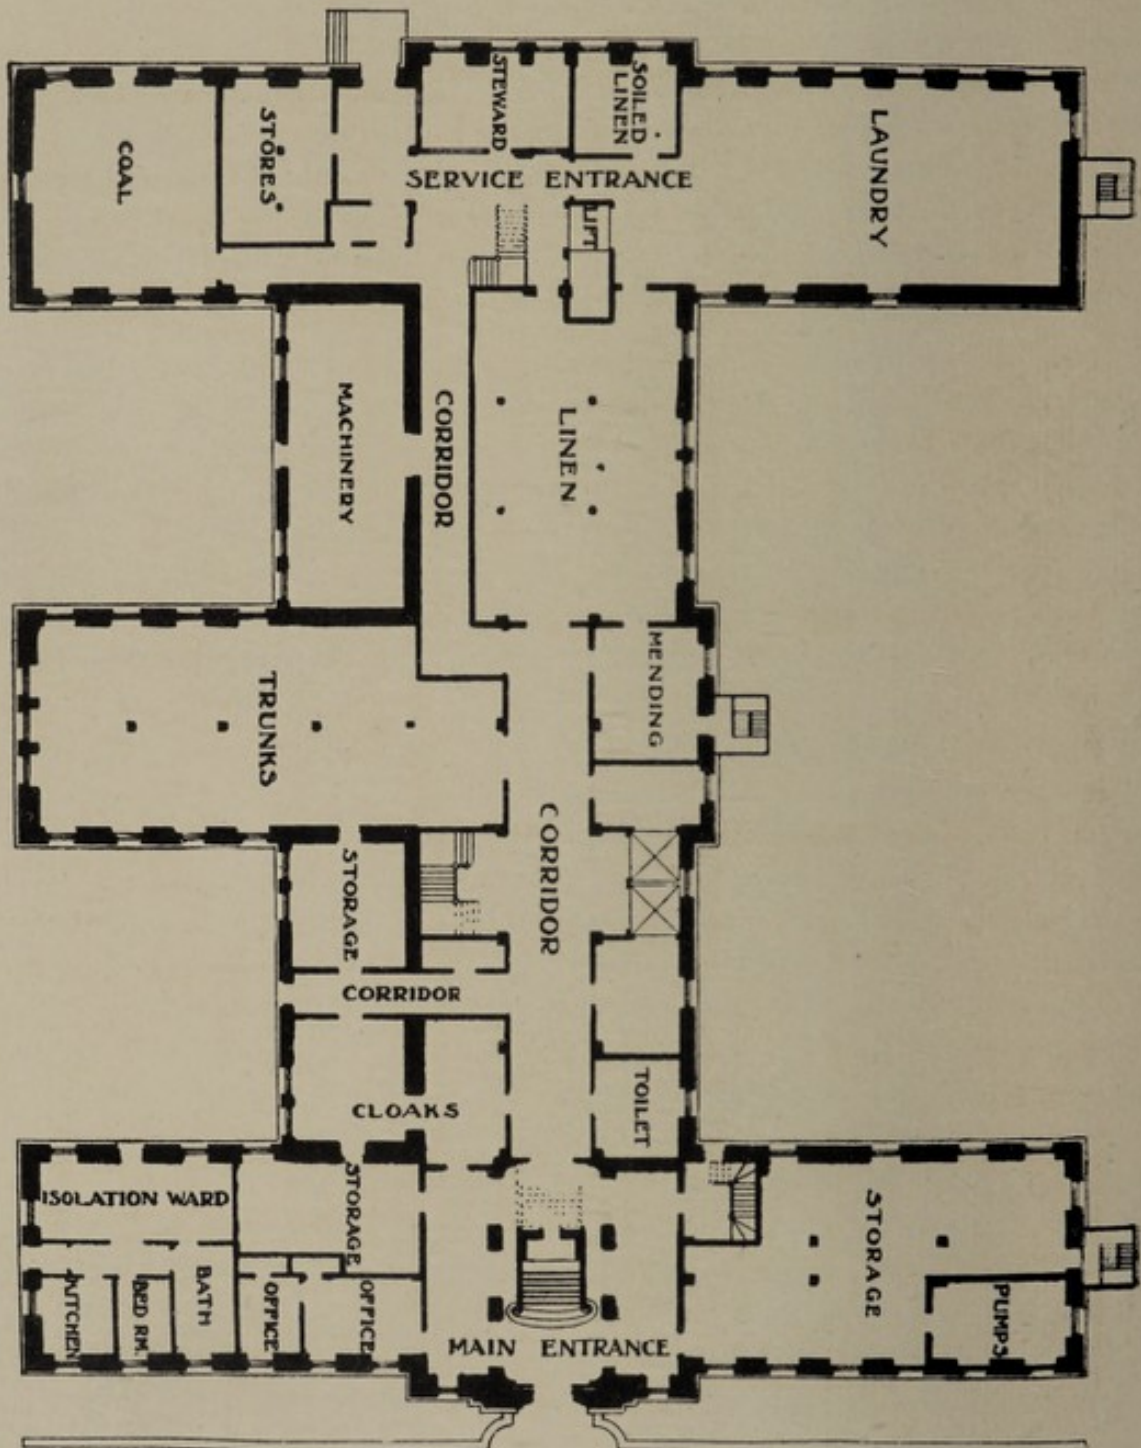 STEWARD
SOILED
LINEN
COAL
STORES
LAUNDRY
SERVICE ENTRANCE
LIFT
MACHINERY
CORRIDOR
LINEN
MENDING
TRUNKS
CORRIDOR
STORAGE
CORRIDOR
TOILET
CLOAKS
ISOLATION WARD
STORAGE
STORAGE
KITCHEN
BED RM.
BATH
OFFICE
OFFICE
PUMPS
MAIN ENTRANCE